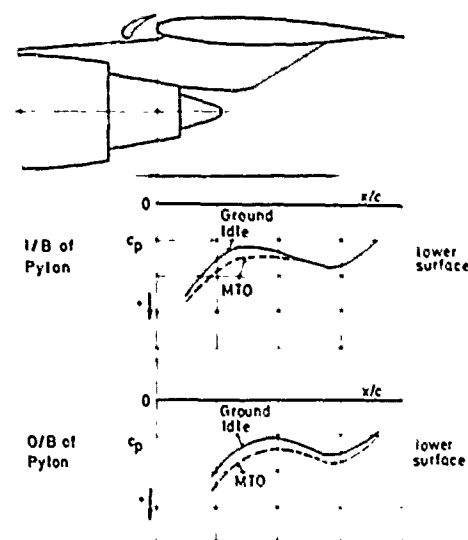 0
x/c
Ground
Idle
I/B of
Pylon
cp
lower
surface
MTO
+
0
x/c
Ground
Idle
O/B of
Pylon
cp
lower
surface
MTO
+